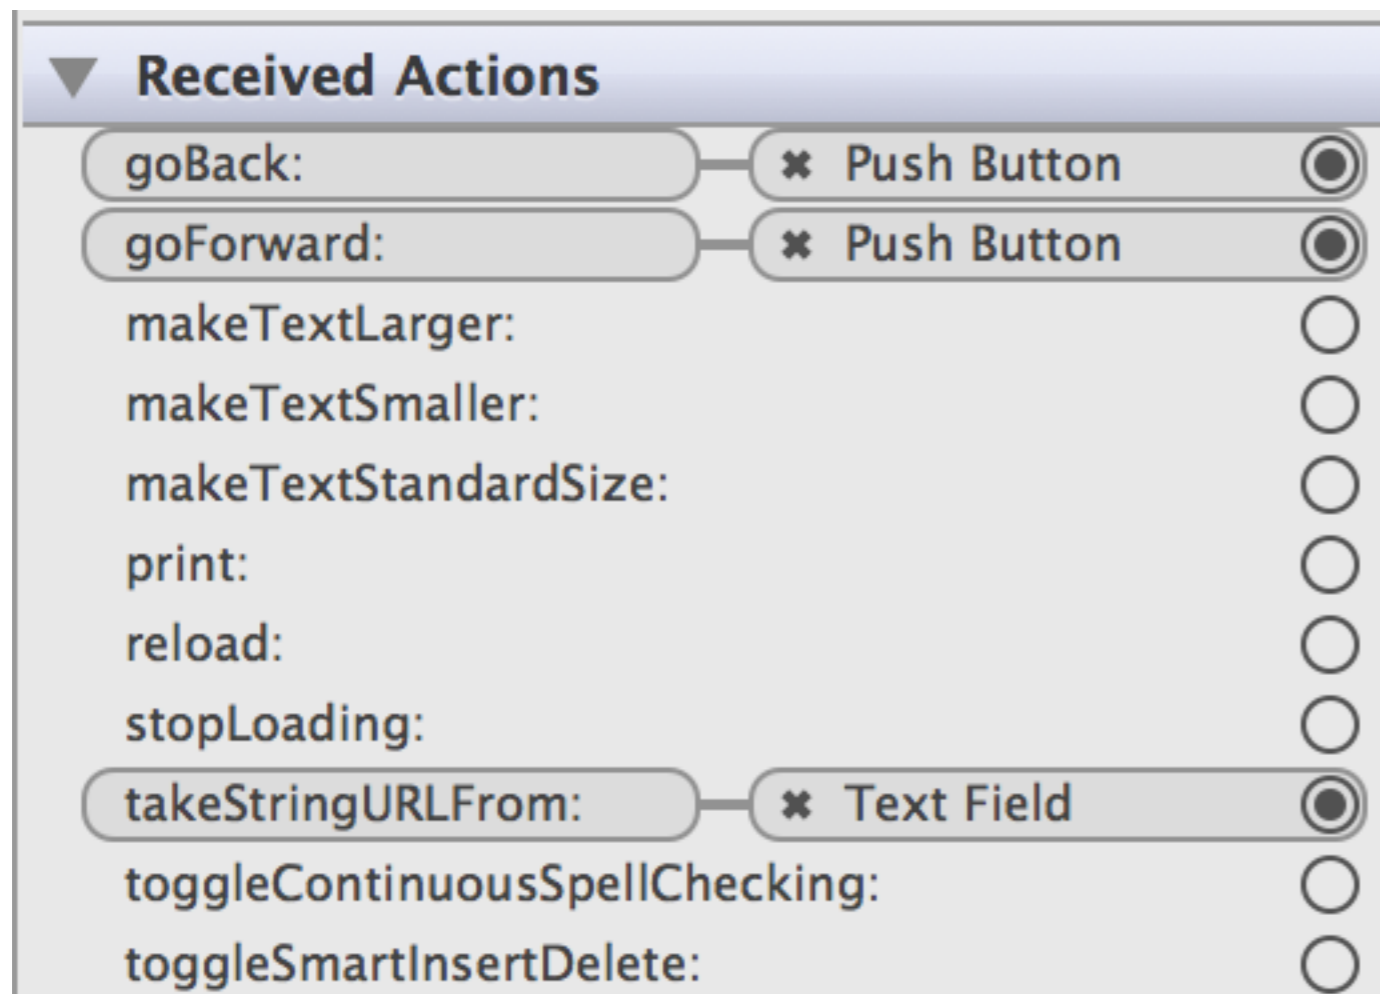 Received Actions
goBack: Push Button
goForward: Push Button
makeTextLarger:
makeTextSmaller:
makeTextStandardSize:
print:
reload:
stopLoading:
takeStringURLFrom: Text Field
toggleContinuousSpellChecking:
toggleSmartInsertDelete: